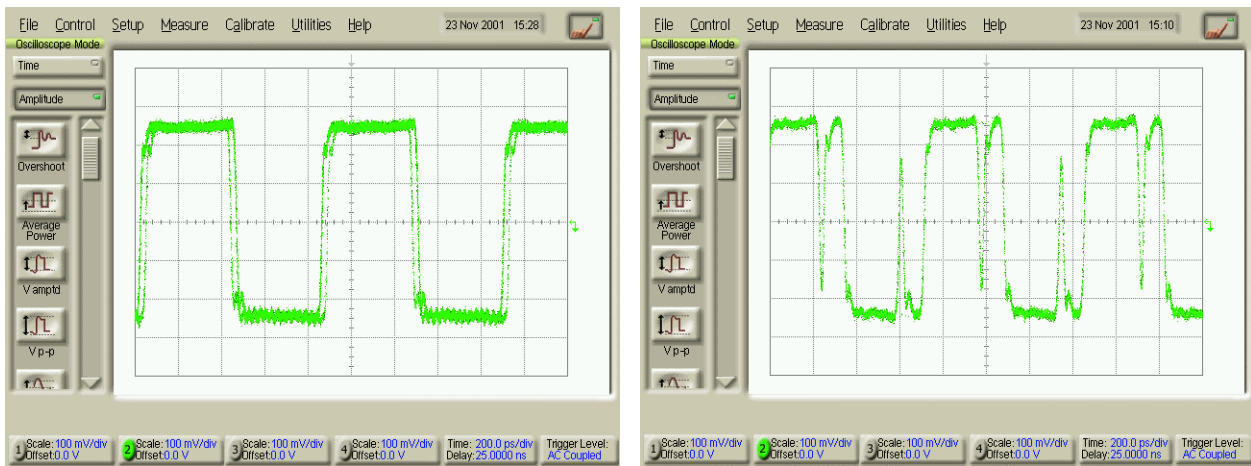 File Control Setup Measure Calibrate Utilities Help 23 Nov 2001 15:28
Oscilloscope Mode
Time
Amplitude
Overshoot
Average
Power
V amptd
V p-p
1 Scale: 100 mV/div Offset:0.0 V
2 Scale: 100 mV/div Offset:0.0 V
3 Scale: 100 mV/div Offset:0.0 V
4 Scale: 100 mV/div Offset:0.0 V
Time: 200.0 ps/div Delay:25.0000 ns
Trigger Level: AC Coupled
File Control Setup Measure Calibrate Utilities Help 23 Nov 2001 15:10
Oscilloscope Mode
Time
Amplitude
Overshoot
Average
Power
V amptd
V p-p
1 Scale: 100 mV/div Offset:0.0 V
2 Scale: 100 mV/div Offset:0.0 V
3 Scale: 100 mV/div Offset:0.0 V
4 Scale: 100 mV/div Offset:0.0 V
Time: 200.0 ps/div Delay:25.0000 ns
Trigger Level: AC Coupled